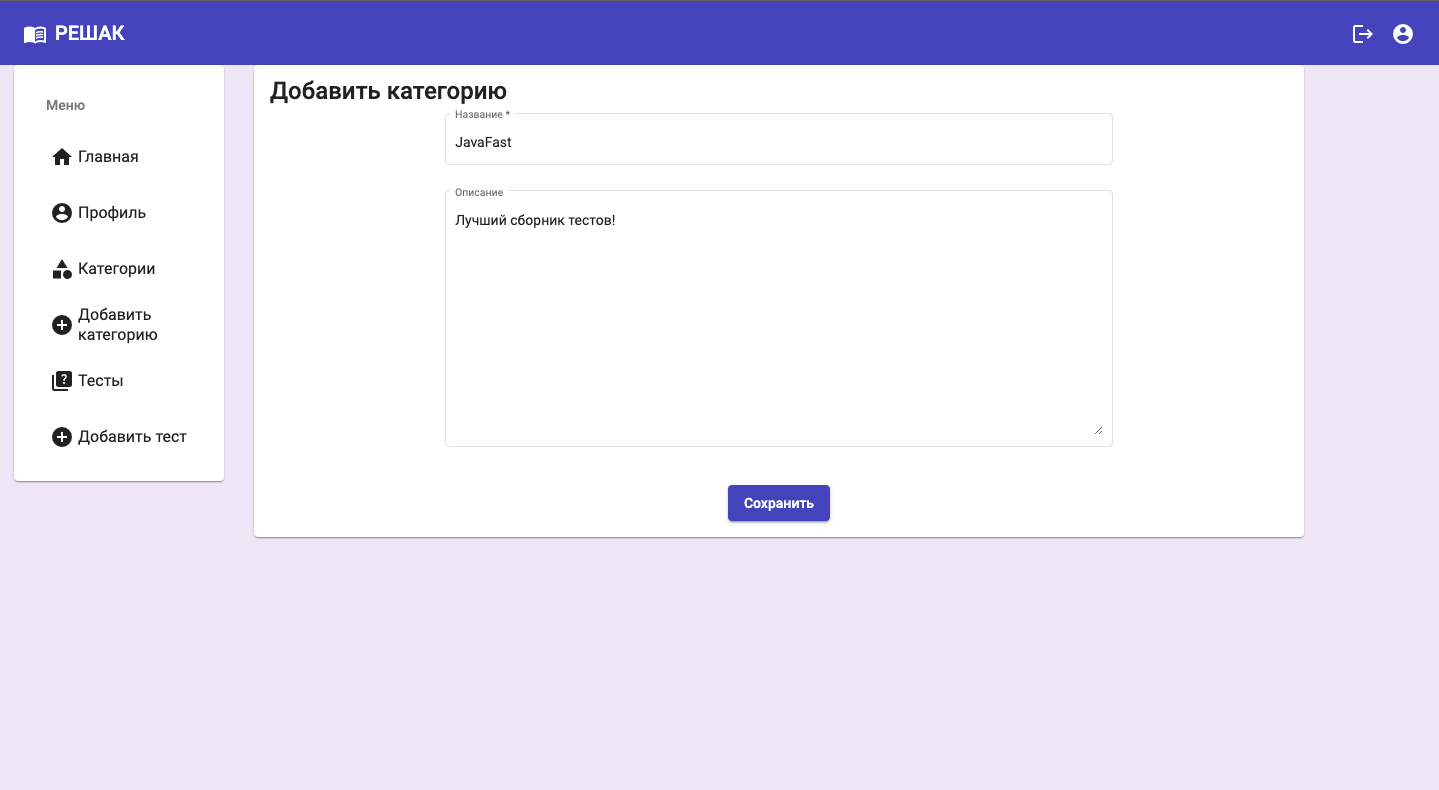 РЕШАК
Меню
Главная
Профиль
Категории
Добавить
категорию
Тесты
Добавить тест
Добавить категорию
Название *
JavaFast
Описание
Лучший сборник тестов!
Сохранить